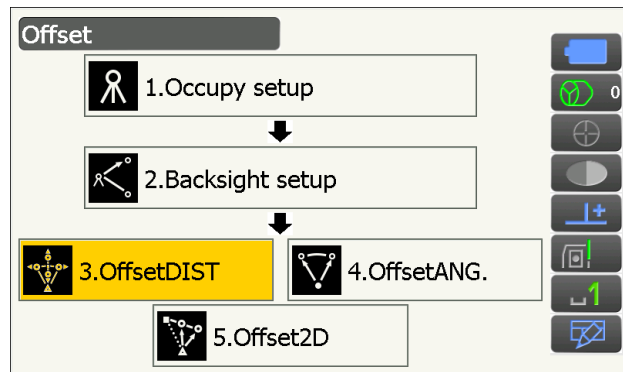 Offset
1.Occupy setup
0
2.Backsight setup
3.OffsetDIST
4.OffsetANG.
1
5.Offset2D